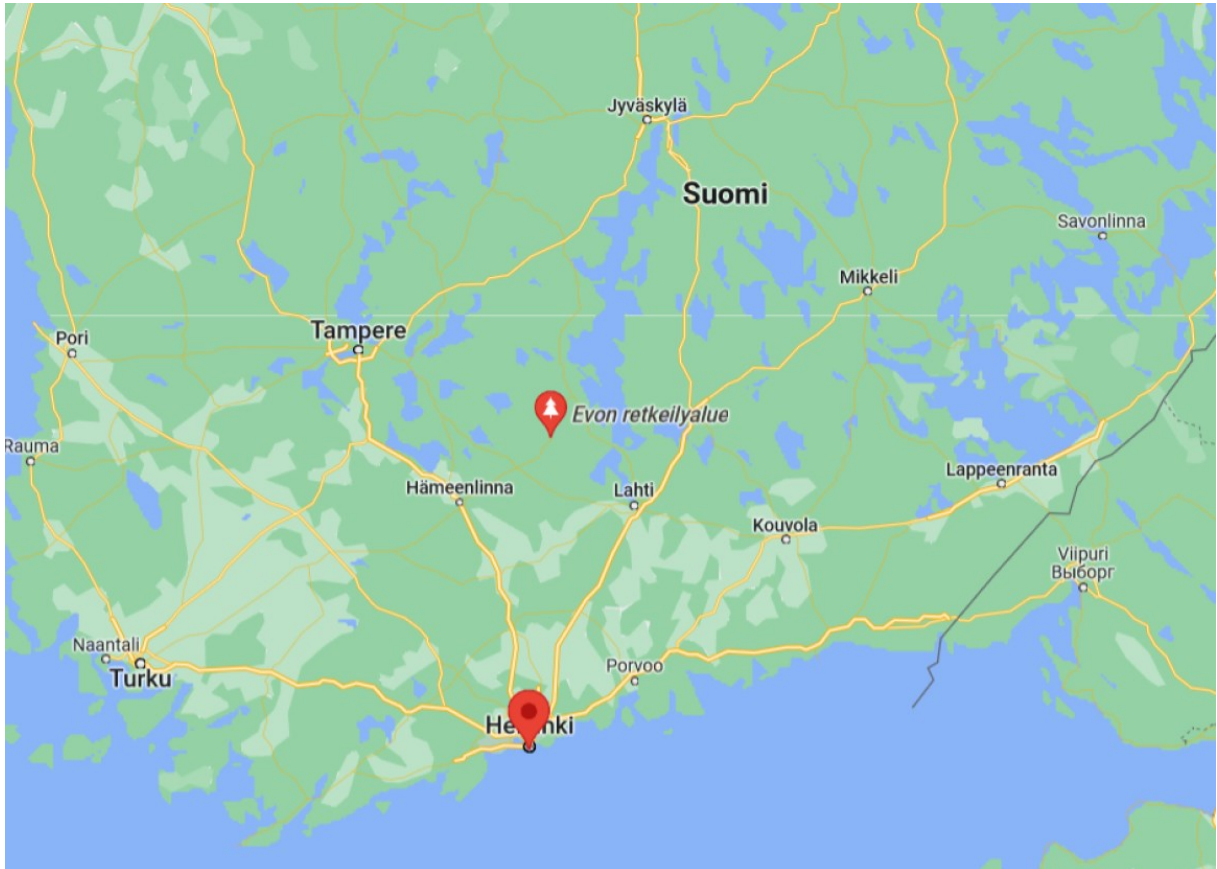 Jyväskylä
Suomi
Savonlinna
Mikkeli
Tampere
Pori
Evon retkeilyalue
Rauma
Lappeenranta
Hämeenlinna
Lahti
Kouvola
Viipuri
Выборг
Naantali
Turku
Porvoo